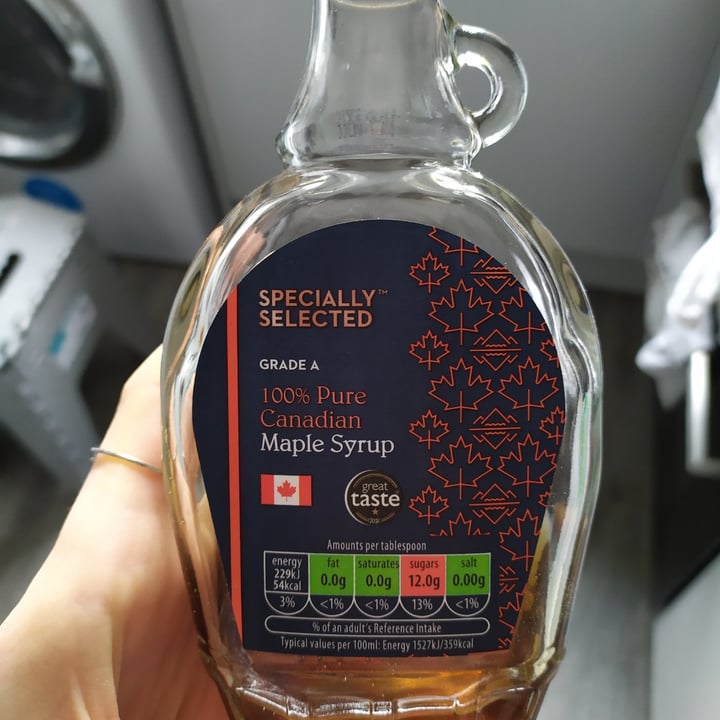 SPECIALLY™
SELECTED
GRADE A
100% Pure
Canadian
Maple Syrup
great
taste
Amounts per tablespoon
energy
229kJ
54kcal
3%
fat
0.0g
<1%
saturates
0.0g
<1%
sugars
12.0g
13%
salt
0.00g
<1%
% of an adult's Reference Intake
Typical values per 100ml: Energy 1527kJ/359kcal